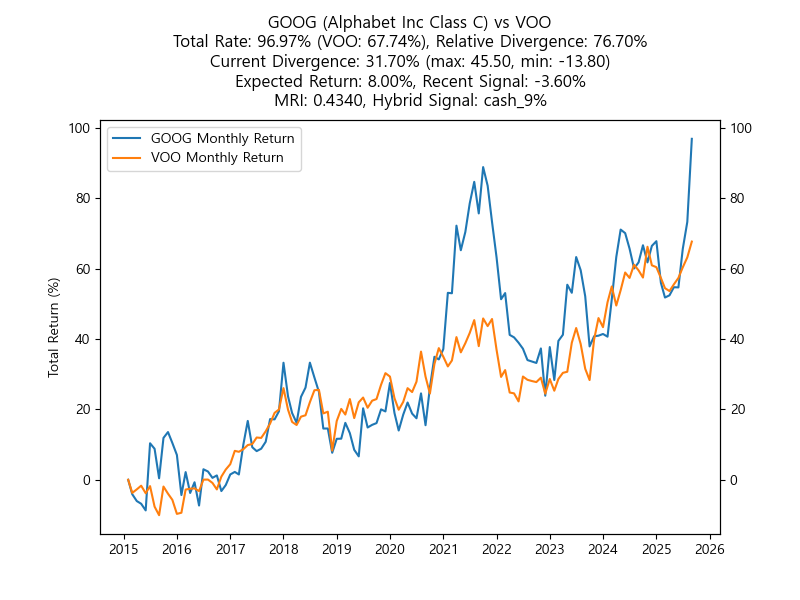 GOOG (Alphabet Inc Class C) vs VOO
Total Rate: 96.97% (VOO: 67.74%), Relative Divergence: 76.70%
Current Divergence: 31.70% (max: 45.50, min: -13.80)
Expected Return: 8.00%, Recent Signal: -3.60%
MRI: 0.4340, Hybrid Signal: cash_9%
GOOG Monthly Return
VOO Monthly Return
Total Return (%)
100
80
60
40
20
0
100
80
60
40
20
0
2015 2016 2017 2018 2019 2020 2021 2022 2023 2024 2025 2026